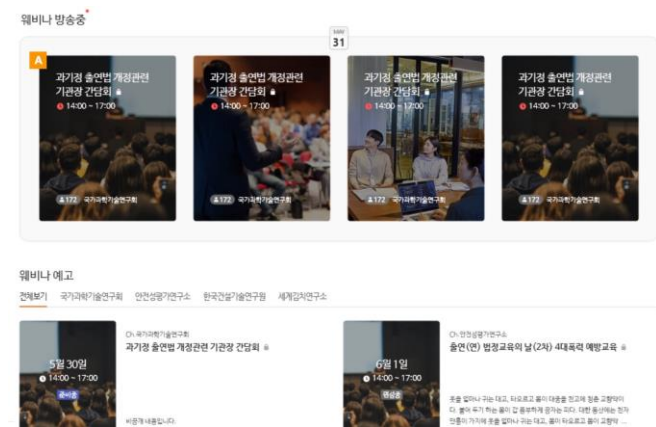 웨비나 방송중
MAY
31
A
과기정 출연법 개정관련
기관장 간담회
14:00 ~ 17:00
172 국가과학기술연구회
과기정 출연법 개정관련
기관장 간담회
14:00 ~ 17:00
172 국가과학기술연구회
과기정 출연법 개정관련
기관장 간담회
14:00 ~ 17:00
172 국가과학기술연구회
과기정 출연법 개정관련
기관장 간담회
14:00 ~ 17:00
172 국가과학기술연구회
웨비나 예고
전체보기 국가과학기술연구회 안전성평가연구소 한국건설기술연구원 세계김치연구소
5월 30일
14:00 ~ 17:00
준비중
Ch. 국가과학기술연구회
과기정 출연법 개정관련 기관장 간담회
비공개 내용입니다.
6월 1일
14:00 ~ 17:00
Ch. 안전성평가연구소
출연(연) 법정교육의 날(2차) 4대폭력 예방교육